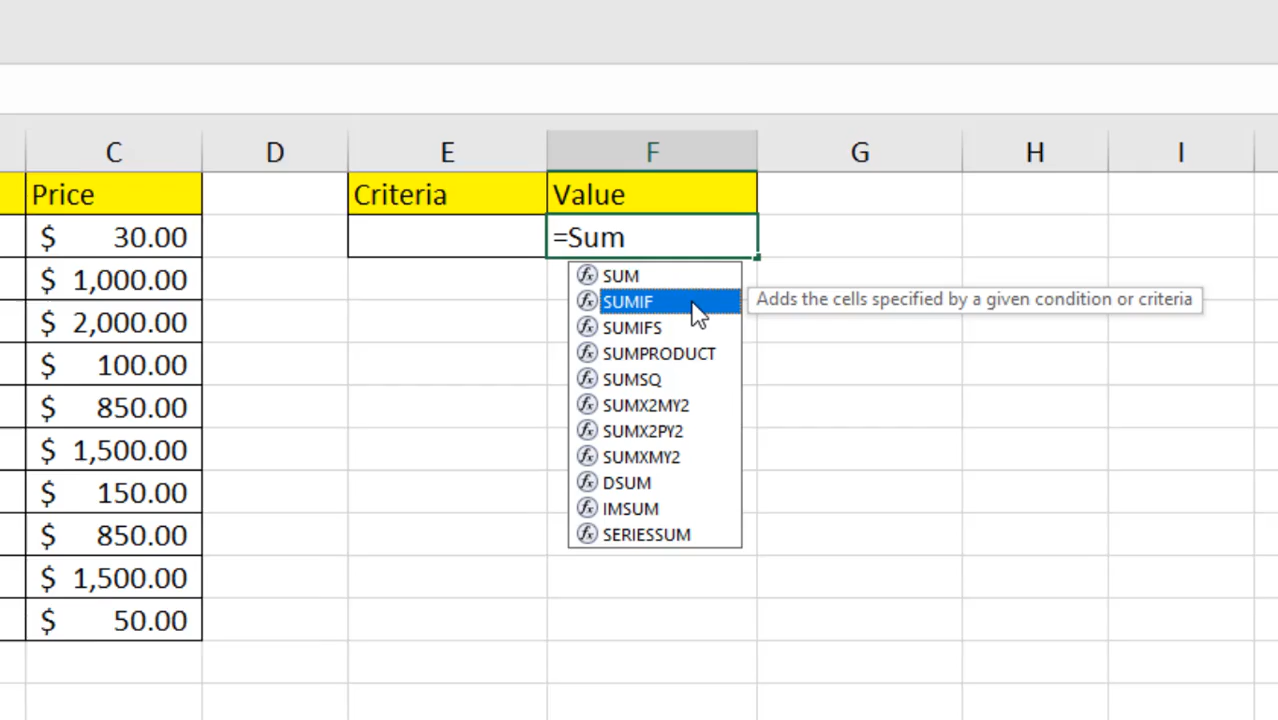 C D E F G H I
Price Criteria Value
$ 30.00 =Sum
$ 1,000.00 SUM
$ 2,000.00 SUMIF Adds the cells specified by a given condition or criteria
SUMIFS
$ 100.00 SUMPRODUCT
SUMSQ
$ 850.00 SUMX2MY2
SUMX2PY2
$ 1,500.00 SUMXMY2
$ 150.00 DSUM
IMSUM
$ 850.00 SERIESSUM
$ 1,500.00
$ 50.00